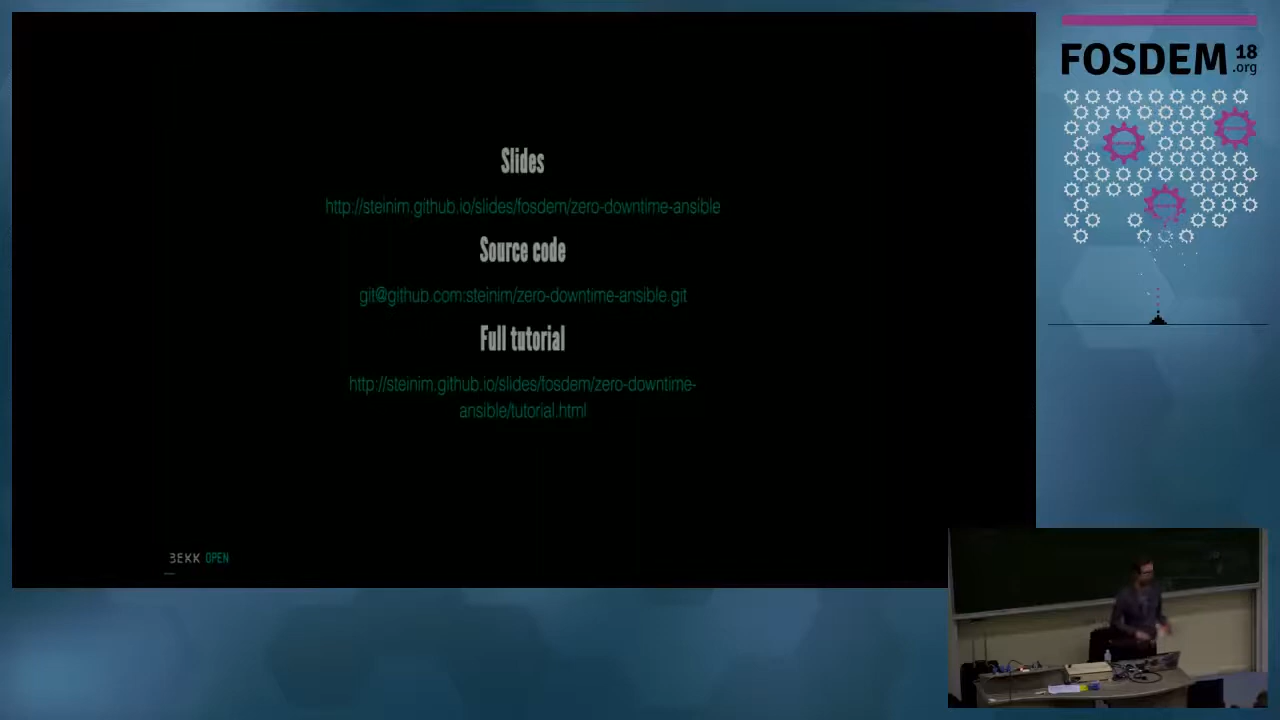 Slides
http://steinim.github.io/slides/fosdem/zero-downtime-ansible
Source code
git@github.com:steinim/zero-downtime-ansible.git
Full tutorial
http://steinim.github.io/slides/fosdem/zero-downtime-
ansible/tutorial.html
BEKK OPEN
FOSDEM 18
.org